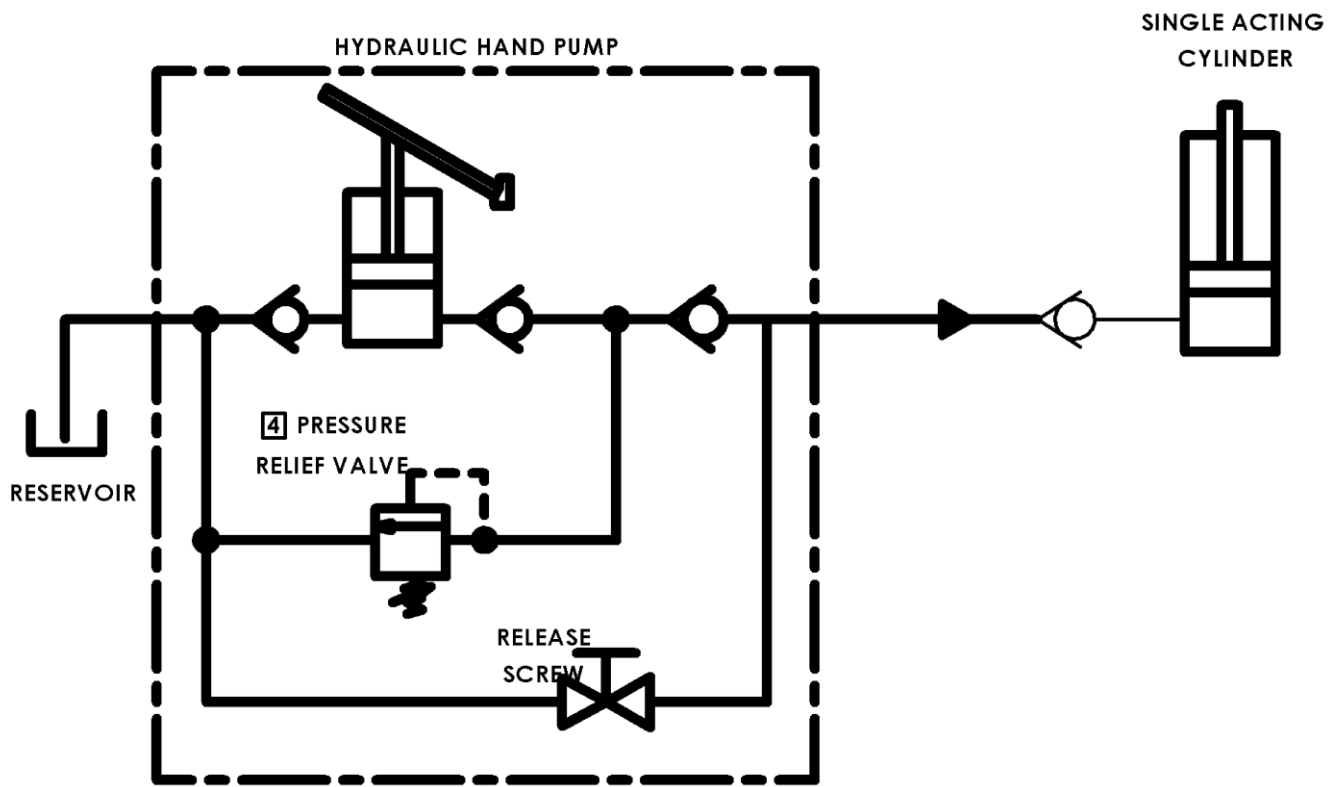 SINGLE ACTING
CYLINDER
HYDRAULIC HAND PUMP
4 PRESSURE
RELIEF VALVE
RESERVOIR
RELEASE
SCREW